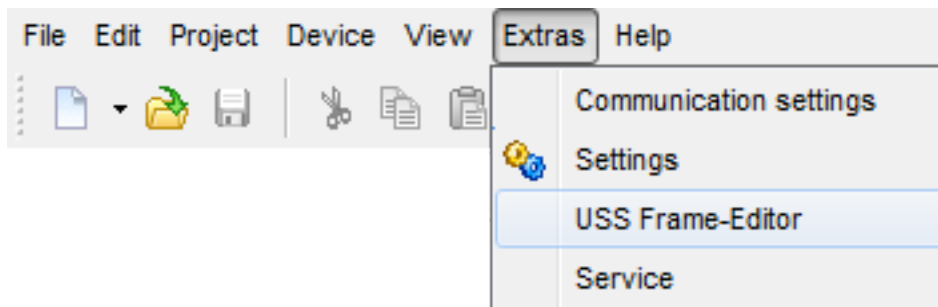 File Edit Project Device View Extras Help
Communication settings
Settings
USS Frame-Editor
Service